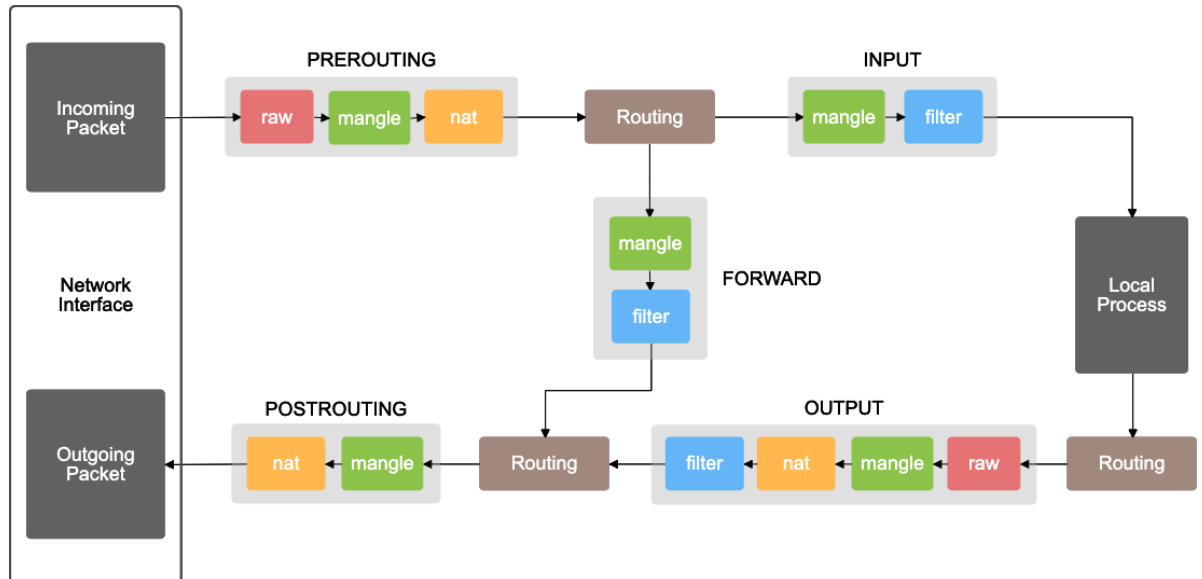 PREROUTING
INPUT
Incoming
Packet
raw
mangle
nat
Routing
mangle
filter
mangle
filter
FORWARD
Network
Interface
Local
Process
POSTROUTING
OUTPUT
Outgoing
Packet
nat
mangle
Routing
filter
nat
mangle
raw
Routing